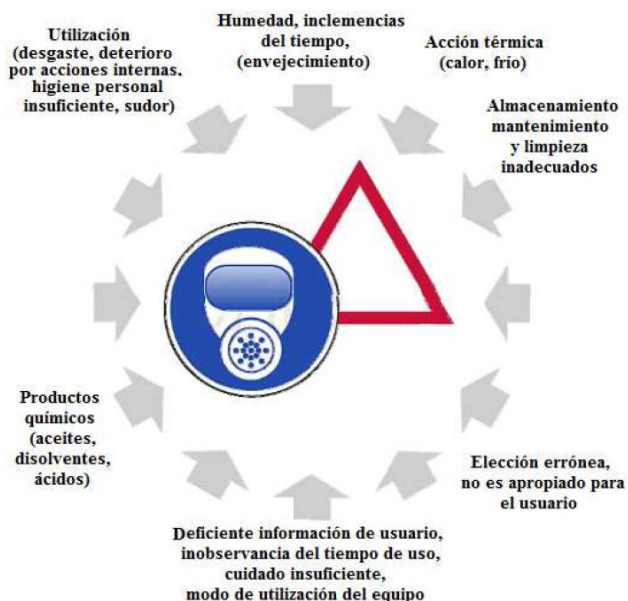 Utilización
(desgaste, deterioro
por acciones internas,
higiene personal
insuficiente, sudor)
Humedad, inclemencias
del tiempo,
(envejecimiento)
Acción térmica
(calor, frío)
Almacenamiento
mantenimiento
y limpieza
inadecuados
Productos
químicos
(aceites,
disolventes,
ácidos)
Elección errónea,
no es apropiado para
el usuario
Deficiente información de usuario,
inobservancia del tiempo de uso,
cuidado insuficiente,
modo de utilización del equipo